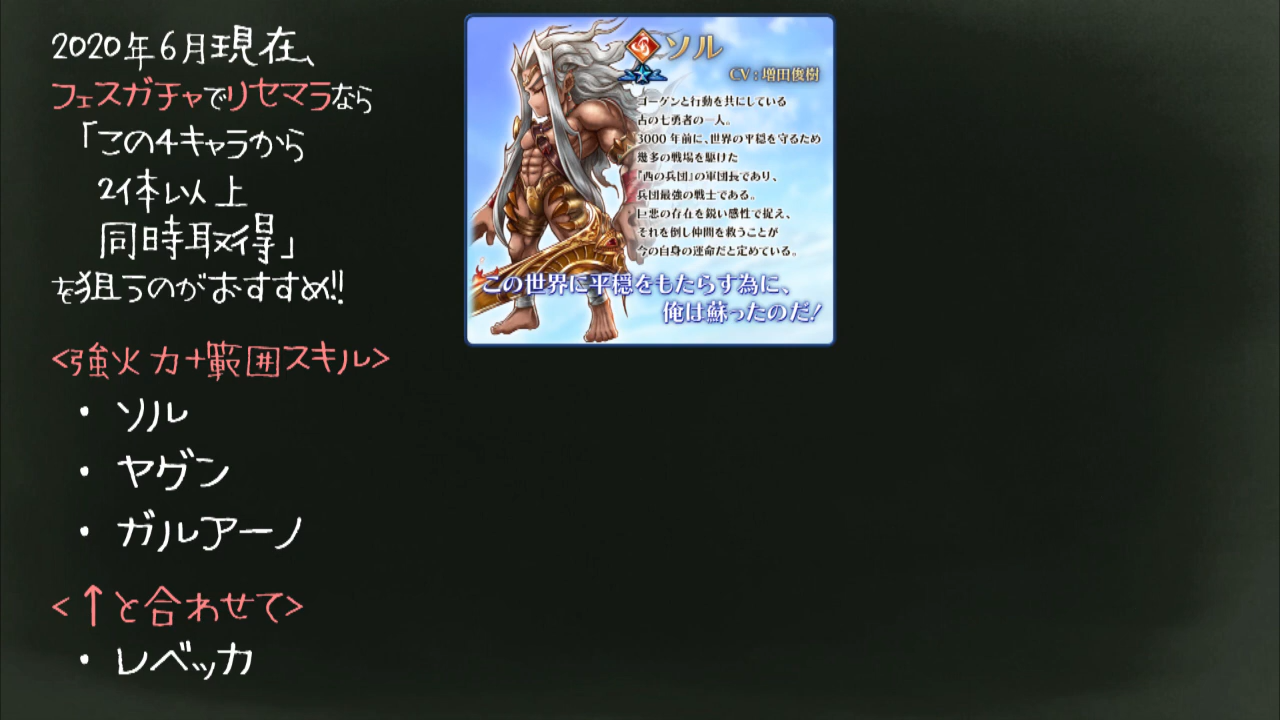 2020年6月現在、
フェスガチャでリセマラなら
「この4キャラから
2体以上
同時取得」
を狙うのがおすすめ!!
<強火力+範囲スキル>
・ ソル
・ ヤグン
・ ガルアーノ
<↑と合わせて>
・ レベッカ
ソル
CV:増田俊樹
ゴーゲンと行動を共にしている
古の七勇者の一人。
3000年前に、世界の平穏を守るため
幾多の戦場を駆けた
『西の兵団』の軍団長であり、
兵団最強の戦士である。
巨悪の存在を鋭い感性で捉え、
それを倒し仲間を救うことが
今の自身の運命だと定めている。
この世界に平穏をもたらす為に、
俺は蘇ったのだ!